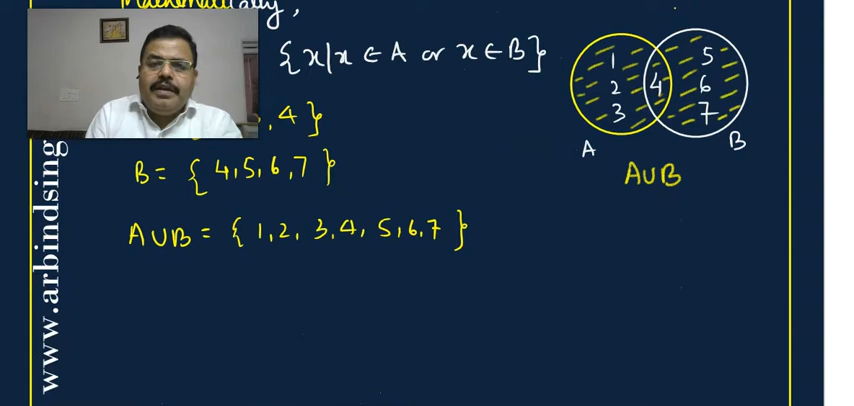 Mathematically,
{x|x ∈ A or x ∈ B}
, 4 }
B = { 4, 5, 6, 7 }
A∪B = { 1, 2, 3, 4, 5, 6, 7 }
1 5
2 4 6
3 7
A B
A∪B
www.arbindsing